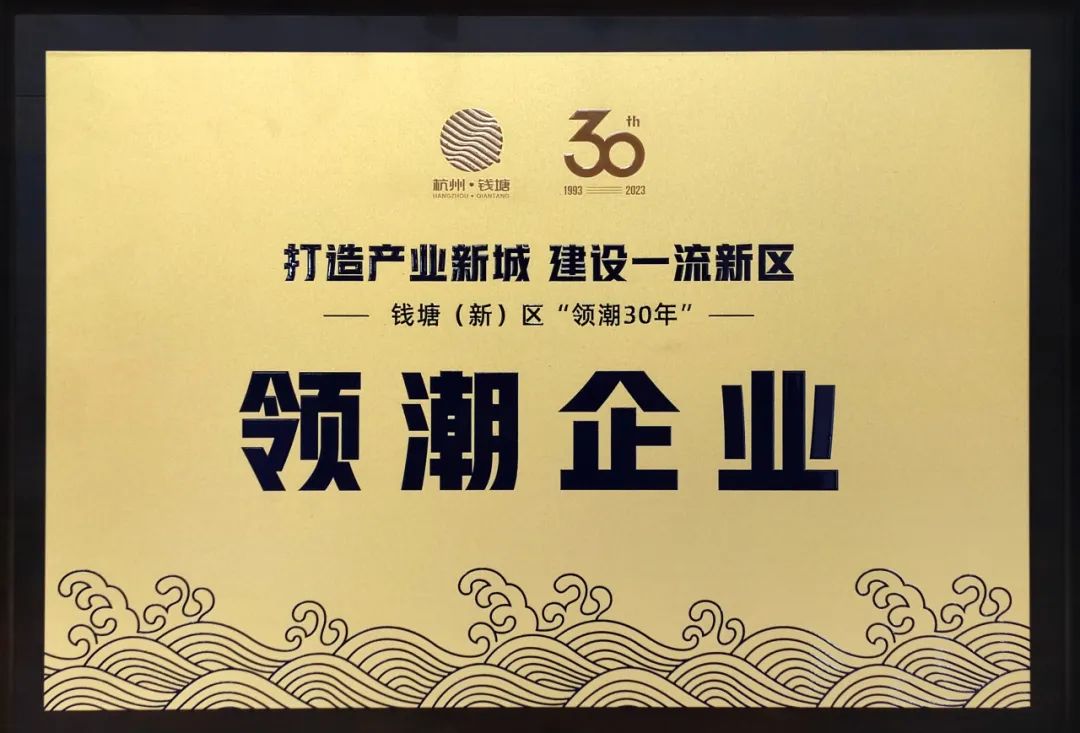 杭州·钱塘
HANGZHOU • QIANTANG
30th
1993 2023
打造产业新城 建设一流新区
钱塘（新）区“领潮30年”
领潮企业